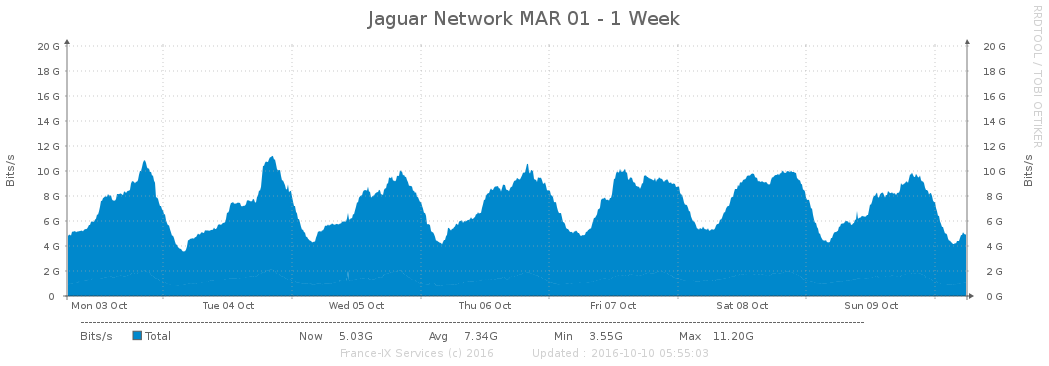 Jaguar Network MAR 01 - 1 Week
RRDTOOL / TOBI OETIKER
Bits/s
20 G 20 G
18 G 18 G
16 G 16 G
14 G 14 G
12 G 12 G
10 G 10 G
8 G 8 G
6 G 6 G
4 G 4 G
2 G 2 G
0 0 G
Bits/s
Mon 03 Oct Tue 04 Oct Wed 05 Oct Thu 06 Oct Fri 07 Oct Sat 08 Oct Sun 09 Oct
Bits/s Total Now 5.03G Avg 7.34G Min 3.55G Max 11.20G
France-IX Services (c) 2016 Updated : 2016-10-10 05:55:03